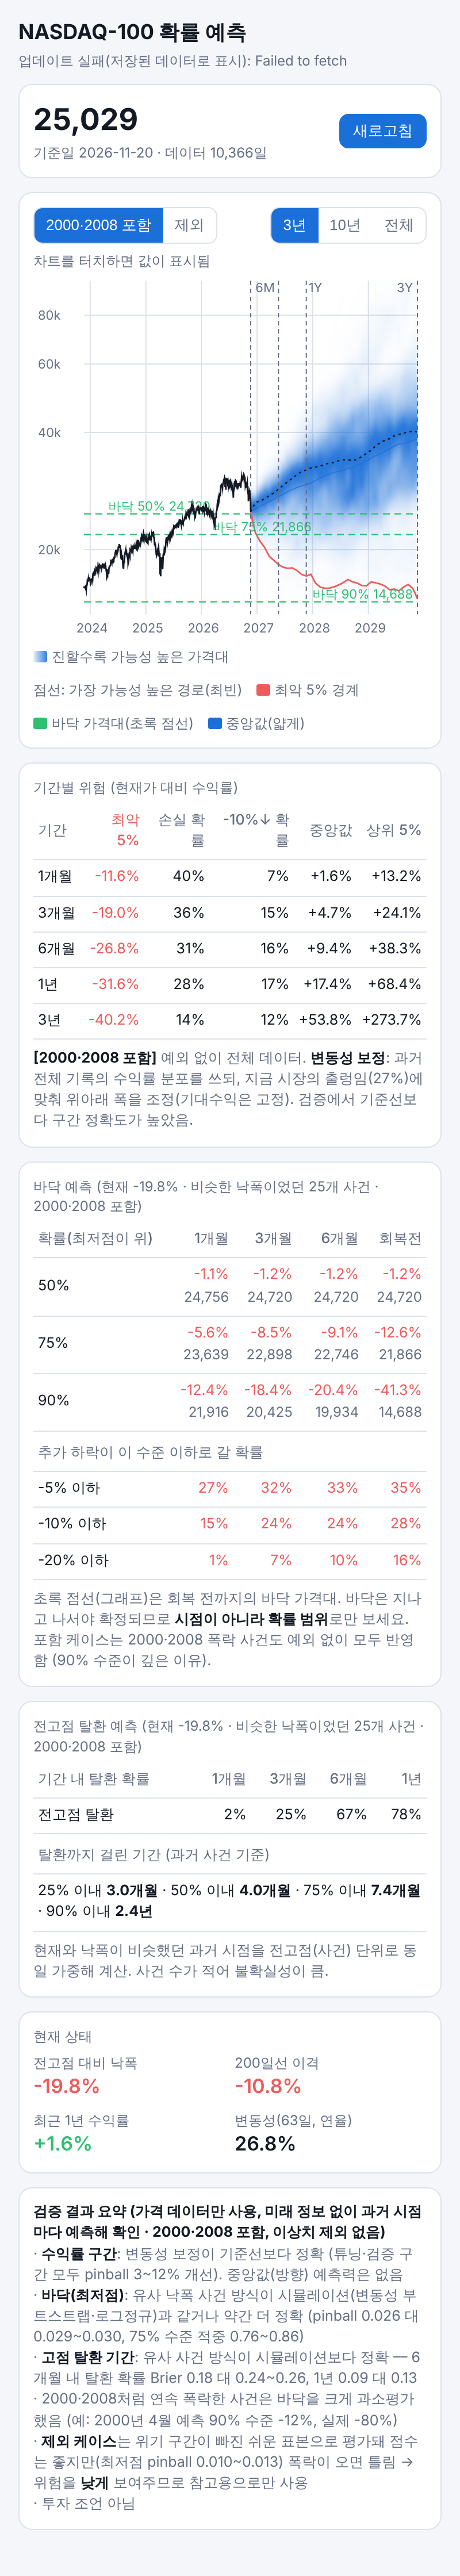 NASDAQ-100 확률 예측
업데이트 실패(저장된 데이터로 표시): Failed to fetch
25,029
기준일 2026-11-20 · 데이터 10,366일
새로고침
2000·2008 포함 제외
3년 10년 전체
차트를 터치하면 값이 표시됨
6M 1Y 3Y
80k
60k
40k
20k
바닥 50% 24,720
바닥 75% 21,866
바닥 90% 14,688
2024 2025 2026 2027 2028 2029
진할수록 가능성 높은 가격대
점선: 가장 가능성 높은 경로(최빈) 최악 5% 경계
바닥 가격대(초록 점선) 중앙값(얇게)
기간별 위험 (현재가 대비 수익률)
기간 최악 5% 손실 확률 -10%↓ 확률 중앙값 상위 5%
1개월 -11.6% 40% 7% +1.6% +13.2%
3개월 -19.0% 36% 15% +4.7% +24.1%
6개월 -26.8% 31% 16% +9.4% +38.3%
1년 -31.6% 28% 17% +17.4% +68.4%
3년 -40.2% 14% 12% +53.8% +273.7%
[2000·2008 포함] 예외 없이 전체 데이터. 변동성 보정: 과거
전체 기록의 수익률 분포를 쓰되, 지금 시장의 출렁임(27%)에
맞춰 위아래 폭을 조정(기대수익은 고정). 검증에서 기준선보
다 구간 정확도가 높았음.
바닥 예측 (현재 -19.8% · 비슷한 낙폭이었던 25개 사건 ·
2000·2008 포함)
확률(최저점이 위) 1개월 3개월 6개월 회복전
50% -1.1% -1.2% -1.2% -1.2%
24,756 24,720 24,720 24,720
75% -5.6% -8.5% -9.1% -12.6%
23,639 22,898 22,746 21,866
90% -12.4% -18.4% -20.4% -41.3%
21,916 20,425 19,934 14,688
추가 하락이 이 수준 이하로 갈 확률
-5% 이하 27% 32% 33% 35%
-10% 이하 15% 24% 24% 28%
-20% 이하 1% 7% 10% 16%
초록 점선(그래프)은 회복 전까지의 바닥 가격대. 바닥은 지나
고 나서야 확정되므로 시점이 아니라 확률 범위로만 보세요.
포함 케이스는 2000·2008 폭락 사건도 예외 없이 모두 반영
함 (90% 수준이 깊은 이유).
전고점 탈환 예측 (현재 -19.8% · 비슷한 낙폭이었던 25개 사건 ·
2000·2008 포함)
기간 내 탈환 확률 1개월 3개월 6개월 1년
전고점 탈환 2% 25% 67% 78%
탈환까지 걸린 기간 (과거 사건 기준)
25% 이내 3.0개월 · 50% 이내 4.0개월 · 75% 이내 7.4개월
· 90% 이내 2.4년
현재와 낙폭이 비슷했던 과거 시점을 전고점(사건) 단위로 동
일 가중해 계산. 사건 수가 적어 불확실성이 큼.
현재 상태
전고점 대비 낙폭 200일선 이격
-19.8% -10.8%
최근 1년 수익률 변동성(63일, 연율)
+1.6% 26.8%
검증 결과 요약 (가격 데이터만 사용, 미래 정보 없이 과거 시점
마다 예측해 확인 · 2000·2008 포함, 이상치 제외 없음)
· 수익률 구간: 변동성 보정이 기준선보다 정확 (튜닝·검증 구
간 모두 pinball 3~12% 개선). 중앙값(방향) 예측력은 없음
· 바닥(최저점): 유사 낙폭 사건 방식이 시뮬레이션(변동성 부
트스트랩·로그정규)과 같거나 약간 더 정확 (pinball 0.026 대
0.029~0.030, 75% 수준 적중 0.76~0.86)
· 고점 탈환 기간: 유사 사건 방식이 시뮬레이션보다 정확 — 6
개월 내 탈환 확률 Brier 0.18 대 0.24~0.26, 1년 0.09 대 0.13
· 2000·2008처럼 연속 폭락한 사건은 바닥을 크게 과소평가
했음 (예: 2000년 4월 예측 90% 수준 -12%, 실제 -80%)
· 제외 케이스는 위기 구간이 빠진 쉬운 표본으로 평가돼 점수
는 좋지만(최저점 pinball 0.010~0.013) 폭락이 오면 틀림 →
위험을 낮게 보여주므로 참고용으로만 사용
· 투자 조언 아님